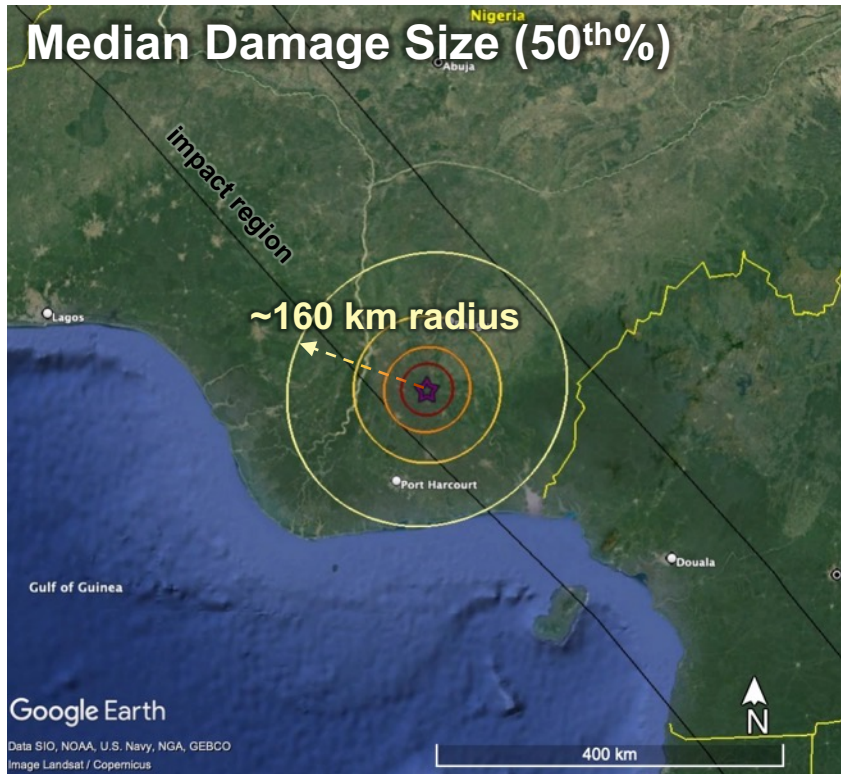 Nigeria
Median Damage Size (50th%)
Abuja
impact region
~160 km radius
Lagos
Port Harcourt
Douala
Gulf of Guinea
N
Google Earth
Data SIO, NOAA, U.S. Navy, NGA, GEBCO
Image Landsat / Copernicus
400 km